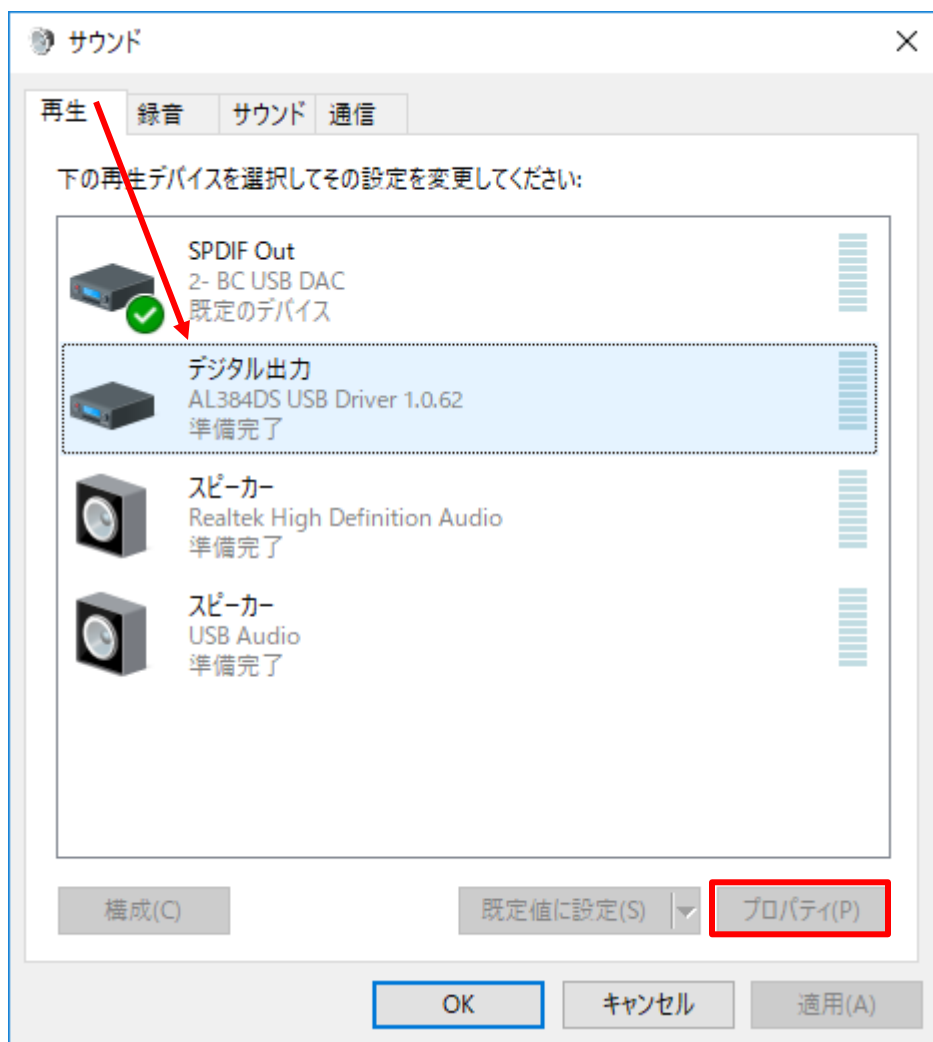 サウンド
再生 録音 サウンド 通信
下の再生デバイスを選択してその設定を変更してください:
SPDIF Out
2- BC USB DAC
既定のデバイス
デジタル出力
AL384DS USB Driver 1.0.62
準備完了
スピーカー
Realtek High Definition Audio
準備完了
スピーカー
USB Audio
準備完了
構成(C) 既定値に設定(S) プロパティ(P)
OK キャンセル 適用(A)